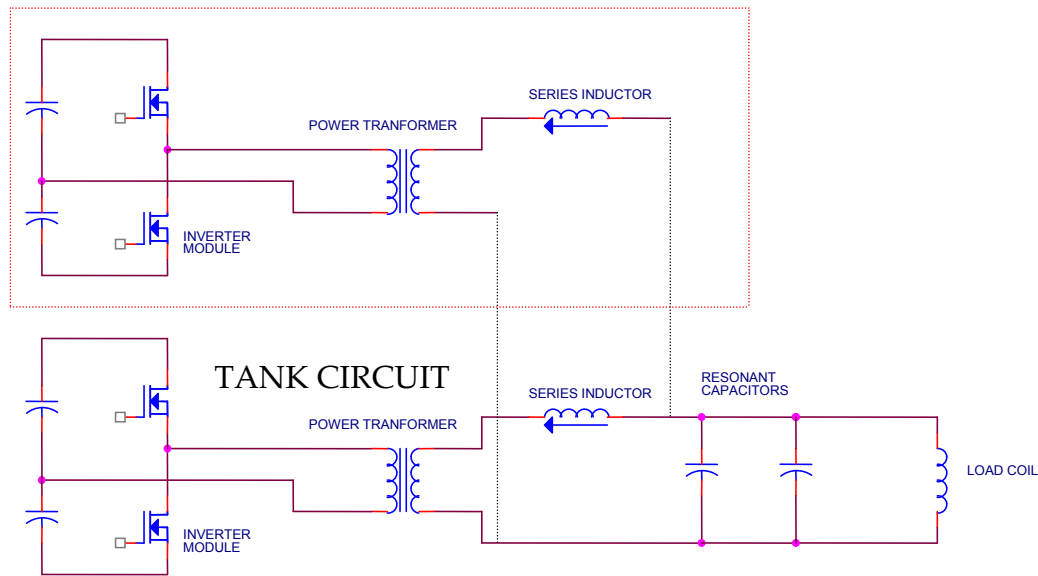 SERIES INDUCTOR
POWER TRANFORMER
INVERTER
MODULE
TANK CIRCUIT
SERIES INDUCTOR
RESONANT
CAPACITORS
POWER TRANFORMER
LOAD COIL
INVERTER
MODULE